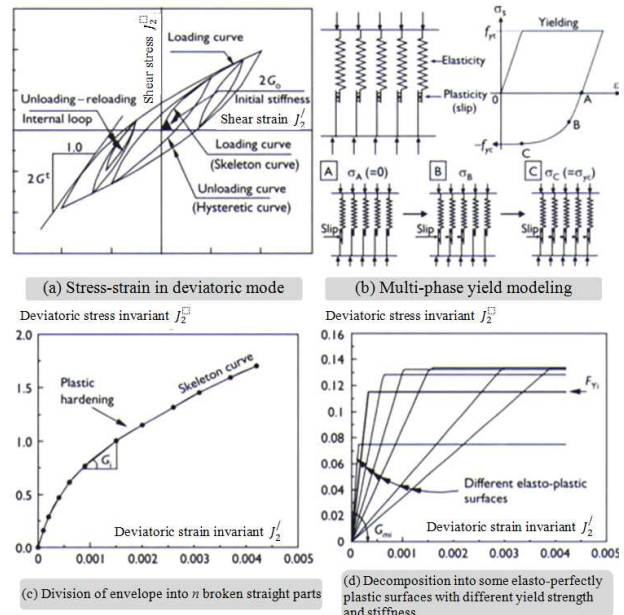 Shear stress J₂□
Loading curve
2G₀
Initial stiffness
Unloading–reloading
Internal loop
Shear strain J₂′
1.0
Loading curve
(Skeleton curve)
2Gᵗ
Unloading curve
(Hysteretic curve)
(a) Stress-strain in deviatoric mode
σs
fyt
Yielding
Elasticity
Plasticity
(slip)
0
A
ε
B
−fyt
C
A σA (=0)
B σB
C σC (=σyt)
Slip
Slip
Slip
(b) Multi-phase yield modeling
Deviatoric stress invariant J₂□
2.0
1.5
1.0
0.5
0
0
0.001
0.002
0.003
0.004
0.005
Skeleton curve
Plastic
hardening
Gi
Deviatoric strain invariant J₂′
(c) Division of envelope into n broken straight parts
Deviatoric stress invariant J₂□
0.16
0.14
0.12
0.10
0.08
0.06
0.04
0.02
0.00
0
0.001
0.002
0.003
0.004
0.005
FYi
Different elasto-plastic
surfaces
Gmi
Deviatoric strain invariant J₂′
(d) Decomposition into some elasto-perfectly
plastic surfaces with different yield strength
and stiffness